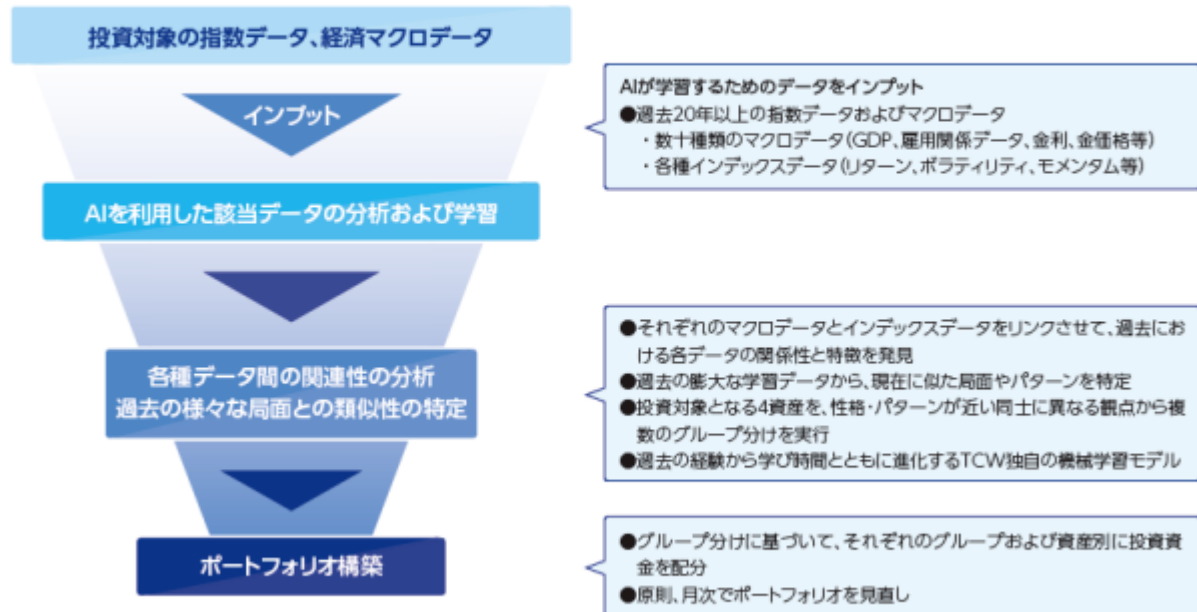 投資対象の指数データ、経済マクロデータ
インプット
AIが学習するためのデータをインプット
●過去20年以上の指数データおよびマクロデータ
・数十種類のマクロデータ(GDP、雇用関係データ、金利、金価格等)
・各種インデックスデータ(リターン、ボラティリティ、モメンタム等)
AIを利用した該当データの分析および学習
各種データ間の関連性の分析
過去の様々な局面との類似性の特定
●それぞれのマクロデータとインデックスデータをリンクさせて、過去にお
ける各データの関係性と特徴を発見
●過去の膨大な学習データから、現在に似た局面やパターンを特定
●投資対象となる4資産を、性格・パターンが近い同士に異なる観点から複
数のグループ分けを実行
●過去の経験から学び時間とともに進化するTCW独自の機械学習モデル
ポートフォリオ構築
●グループ分けに基づいて、それぞれのグループおよび資産別に投資資
金を配分
●原則、月次でポートフォリオを見直し